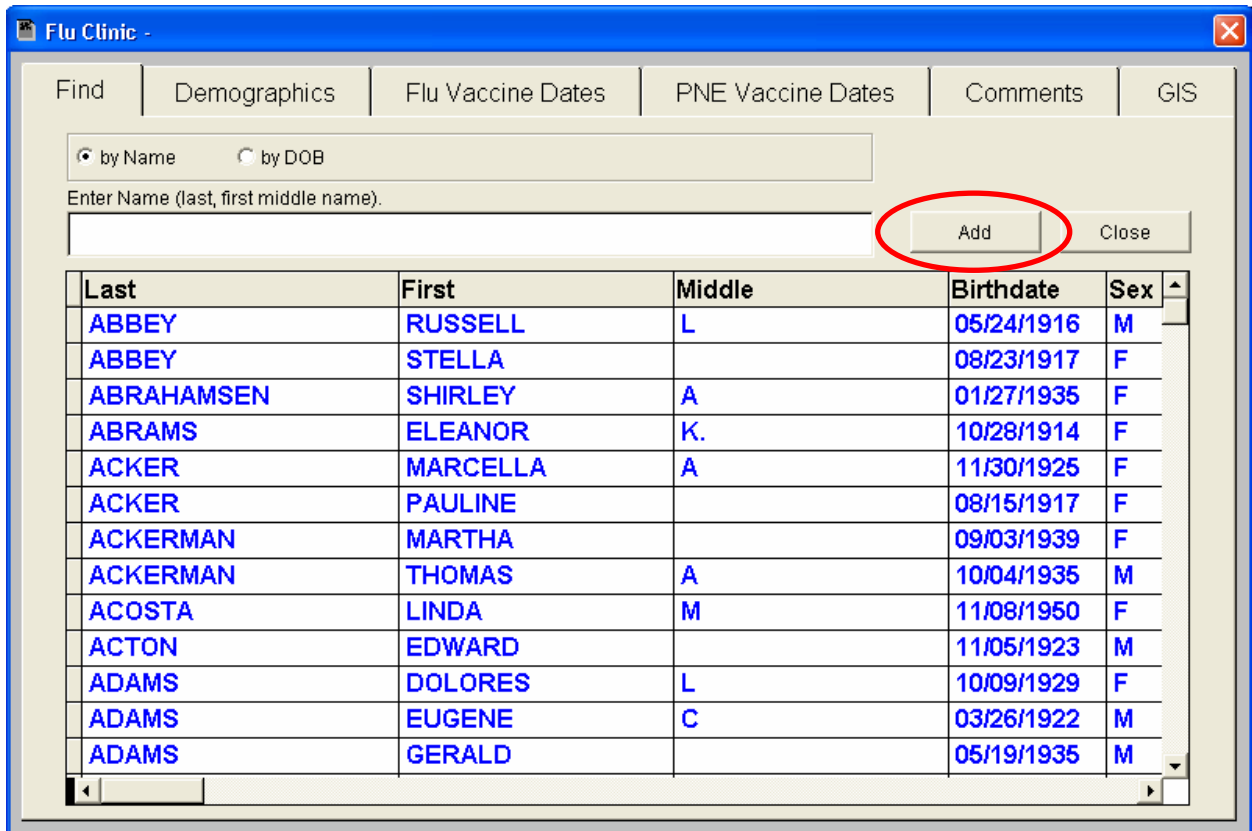 Flu Clinic -
Find Demographics Flu Vaccine Dates PNE Vaccine Dates Comments GIS
by Name by DOB
Enter Name (last, first middle name).
Add Close
Last First Middle Birthdate Sex
ABBEY RUSSELL L 05/24/1916 M
ABBEY STELLA 08/23/1917 F
ABRAHAMSEN SHIRLEY A 01/27/1935 F
ABRAMS ELEANOR K. 10/28/1914 F
ACKER MARCELLA A 11/30/1925 F
ACKER PAULINE 08/15/1917 F
ACKERMAN MARTHA 09/03/1939 F
ACKERMAN THOMAS A 10/04/1935 M
ACOSTA LINDA M 11/08/1950 F
ACTON EDWARD 11/05/1923 M
ADAMS DOLORES L 10/09/1929 F
ADAMS EUGENE C 03/26/1922 M
ADAMS GERALD 05/19/1935 M